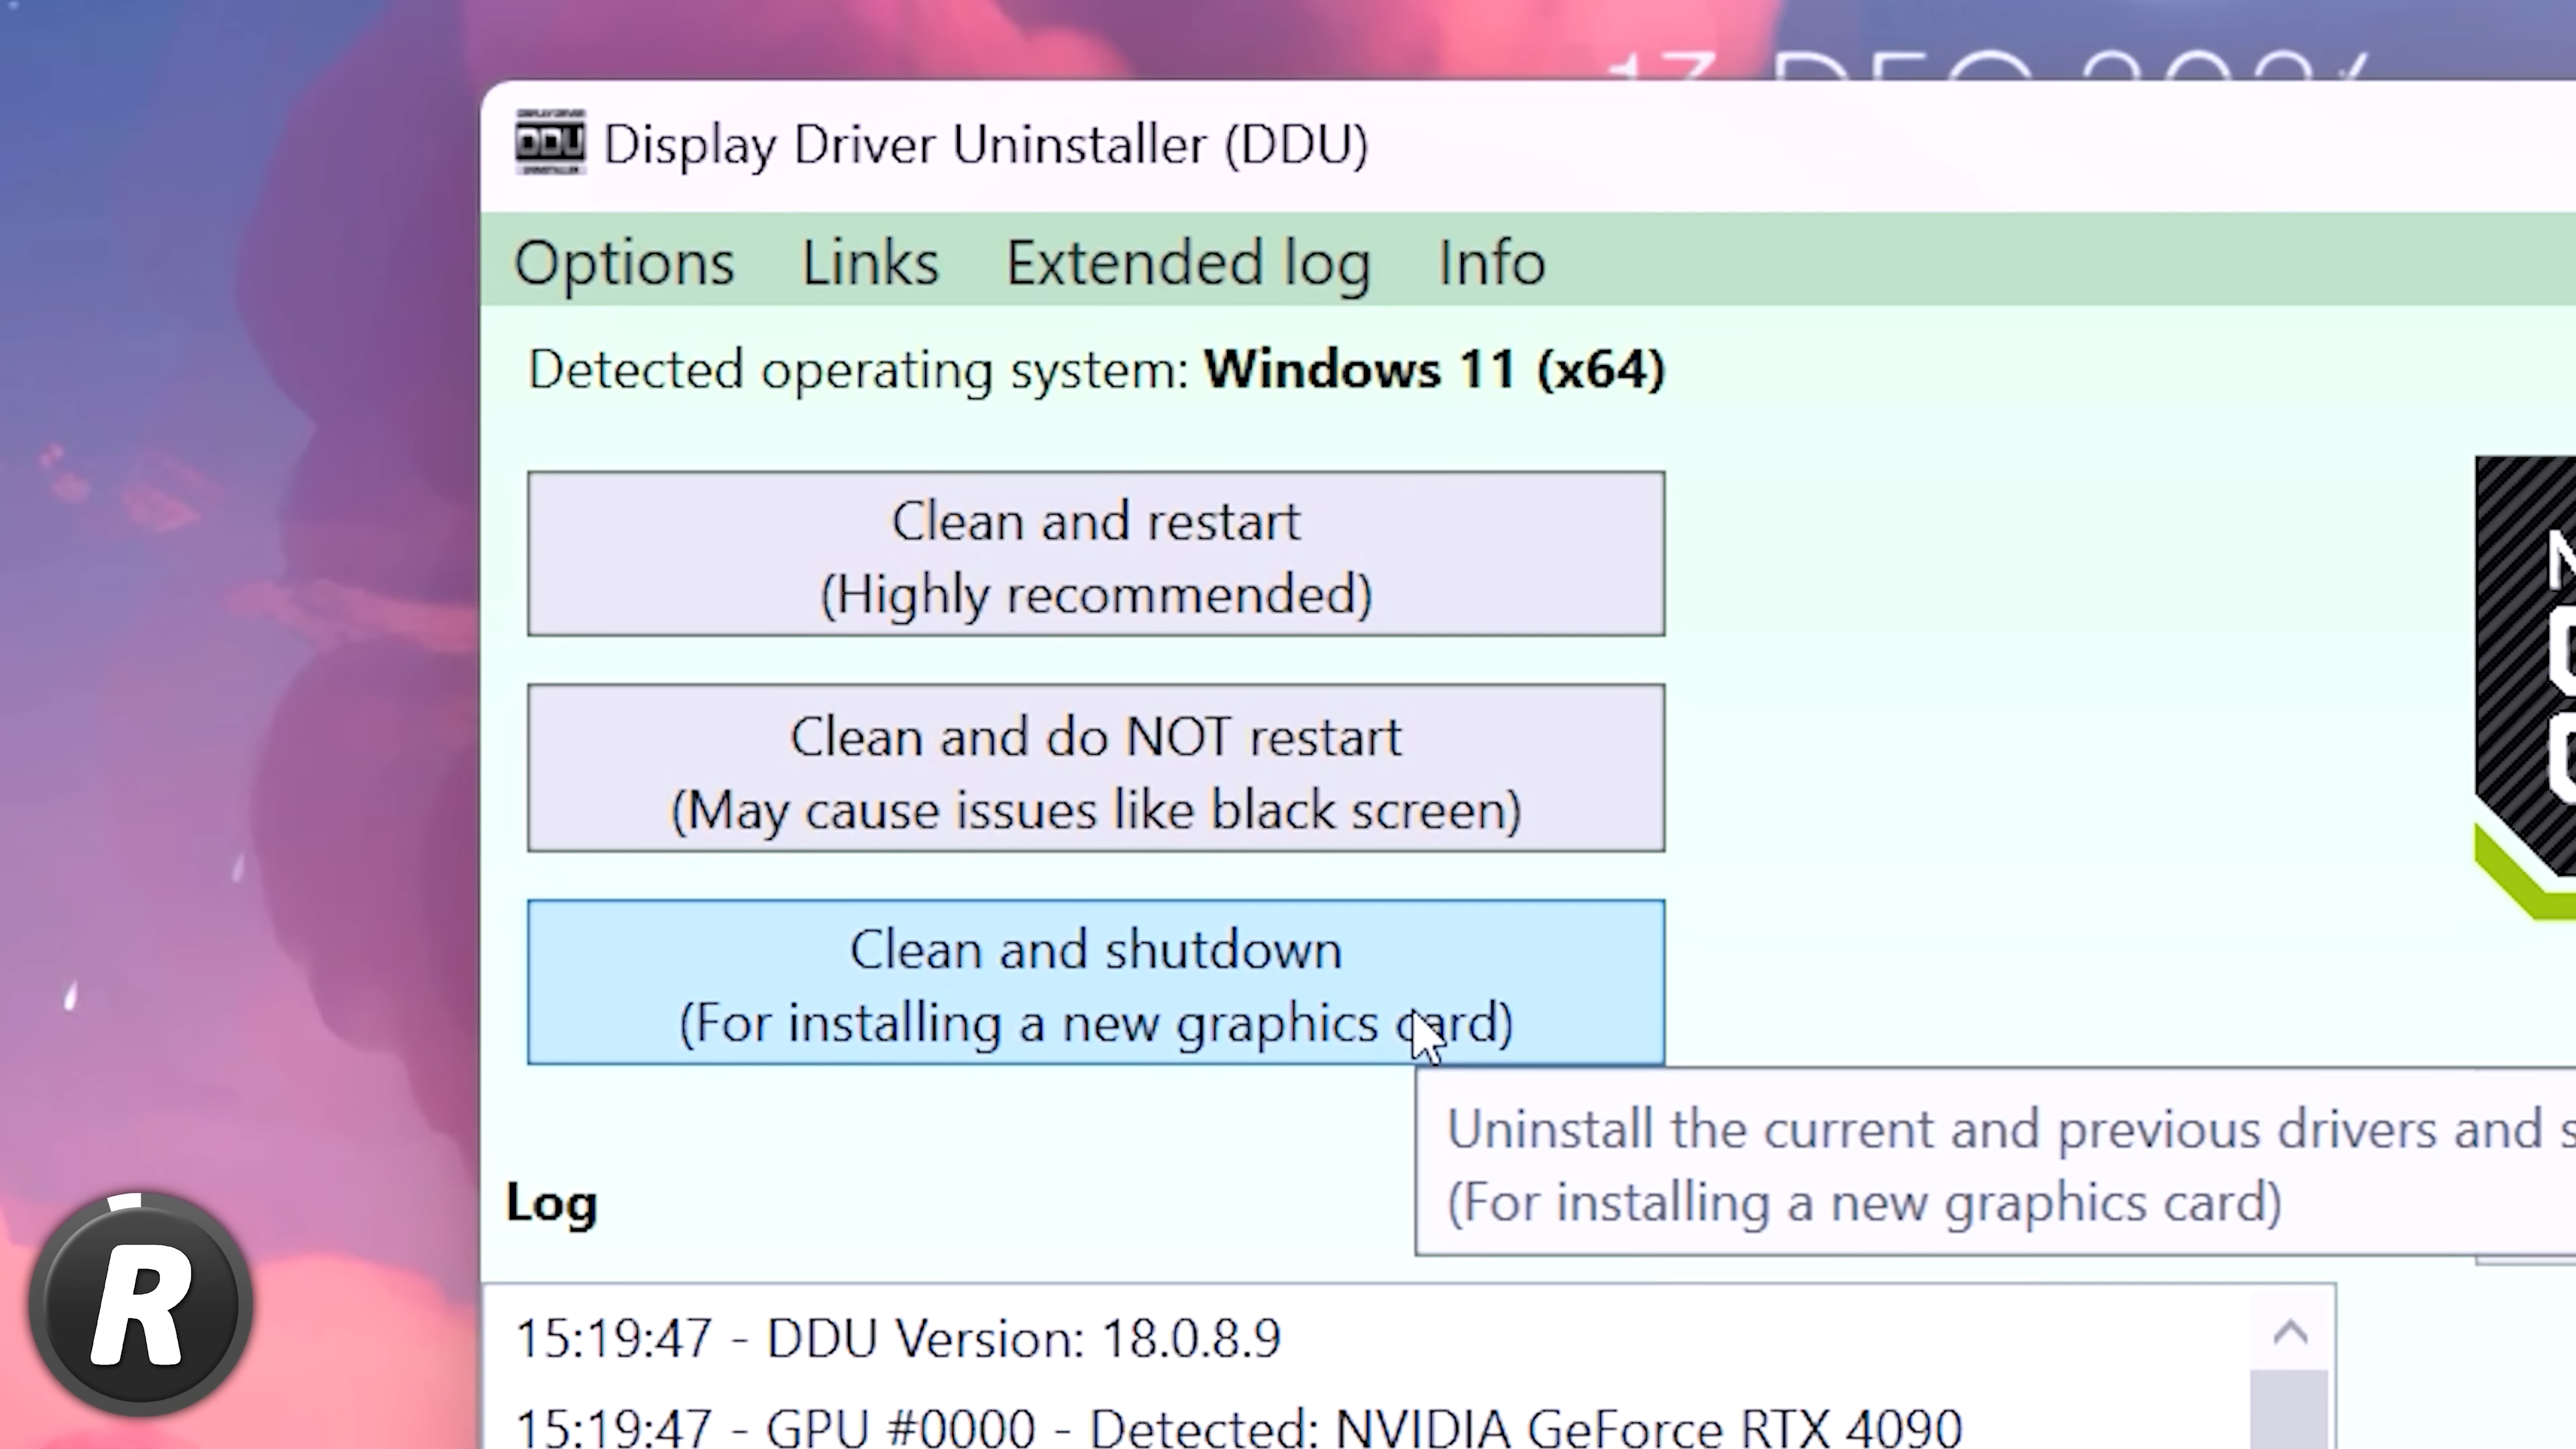 DDU
Display Driver Uninstaller (DDU)
Options Links Extended log Info
Detected operating system: Windows 11 (x64)
Clean and restart
(Highly recommended)
Clean and do NOT restart
(May cause issues like black screen)
Clean and shutdown
(For installing a new graphics card)
Uninstall the current and previous drivers and
(For installing a new graphics card)
Log
15:19:47 - DDU Version: 18.0.8.9
15:19:47 - GPU #0000 - Detected: NVIDIA GeForce RTX 4090
R